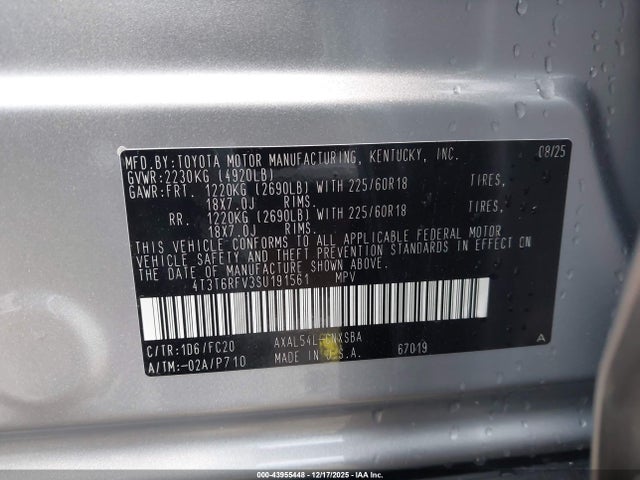 MFD.BY:TOYOTA MOTOR MANUFACTURING, KENTUCKY, INC. 08/25
GVWR:2230KG (4920LB)
GAWR:FRT. 1220KG (2690LB) WITH 225/60R18 TIRES,
18X7.0J RIMS.
RR. 1220KG (2690LB) WITH 225/60R18 TIRES,
18X7.0J RIMS.
THIS VEHICLE CONFORMS TO ALL APPLICABLE FEDERAL MOTOR
VEHICLE SAFETY AND THEFT PREVENTION STANDARDS IN EFFECT ON
THE DATE OF MANUFACTURE SHOWN ABOVE.
4T3T6RFV3SU191561 MPV
C/TR:1D6/FC20
A/TM:-02A/P710 MADE IN U.S.A. 67019 A
000-43955448 - 12/17/2025 - IAA Inc.